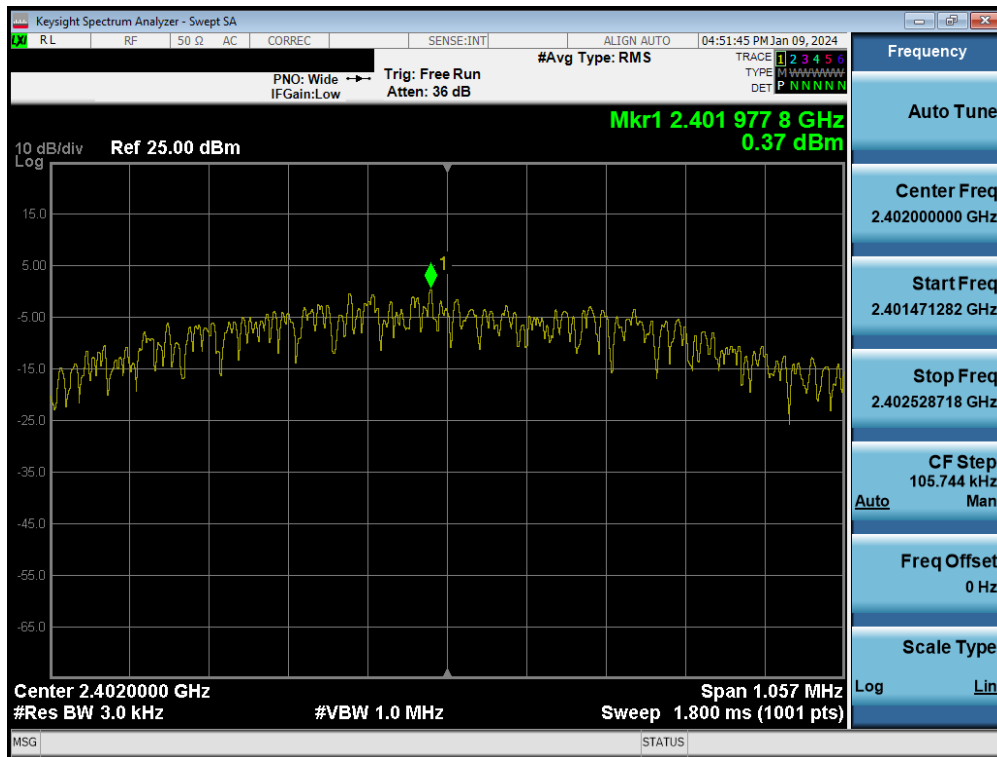 Keysight Spectrum Analyzer - Swept SA
LXI RL RF 50 Ω AC CORREC SENSE:INT ALIGN AUTO 04:51:45 PM Jan 09, 2024
Frequency
#Avg Type: RMS
TRACE 1 2 3 4 5 6
PNO: Wide Trig: Free Run
TYPE M WWWWW
IFGain:Low Atten: 36 dB
DET P N N N N N
Auto Tune
Mkr1 2.401 977 8 GHz
0.37 dBm
10 dB/div Ref 25.00 dBm
Log
15.0
5.00
-5.00
-15.0
-25.0
-35.0
-45.0
-55.0
-65.0
1
Center Freq
2.402000000 GHz
Start Freq
2.401471282 GHz
Stop Freq
2.402528718 GHz
CF Step
105.744 kHz
Auto Man
Freq Offset
0 Hz
Scale Type
Log Lin
Center 2.4020000 GHz Span 1.057 MHz
#Res BW 3.0 kHz #VBW 1.0 MHz Sweep 1.800 ms (1001 pts)
MSG STATUS